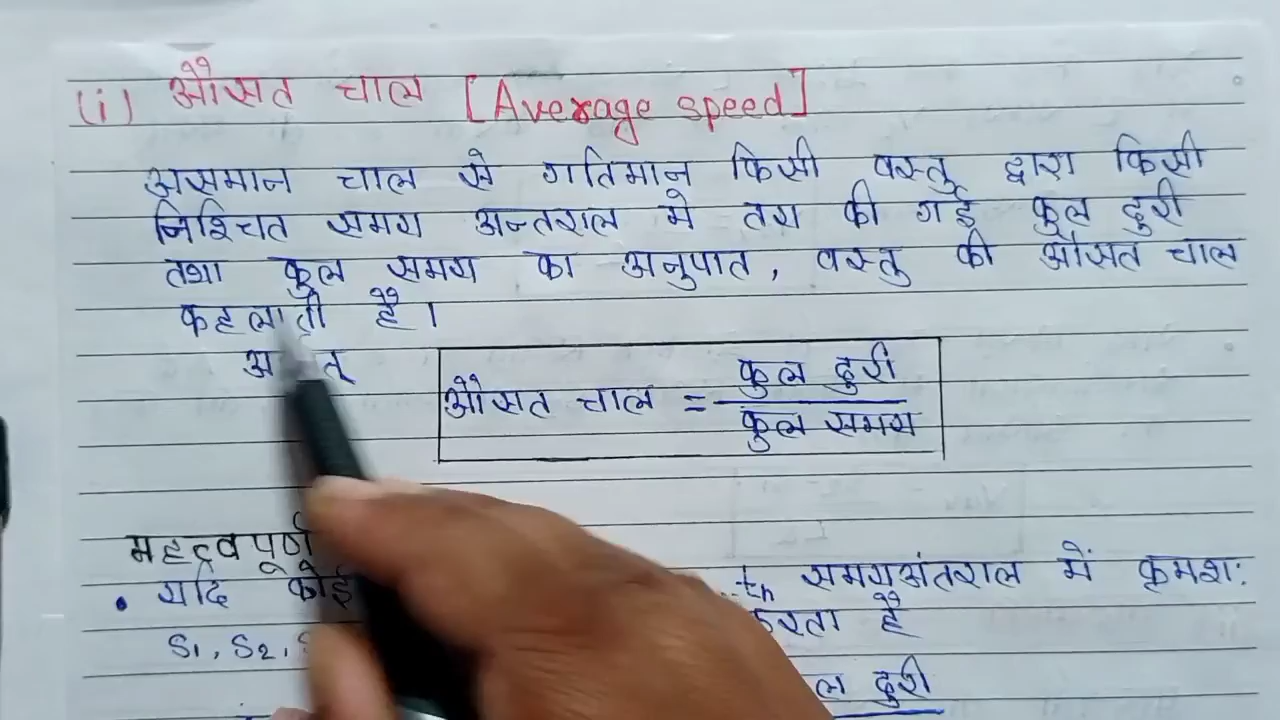 (i) औसत चाल [Average speed]
असमान चाल से गतिमान किसी वस्तु द्वारा किसी
निश्चित समय अन्तराल मे तय की गई कुल दुरी
तथा कुल समय का अनुपात, वस्तु की औसत चाल
कहलाती है।
औसत चाल = कुल दुरी
कुल समय
महत्वपूर्ण
• यदि कोई ...tn समयअंतराल में क्रमशः
S1, S2, करता है
दुरी